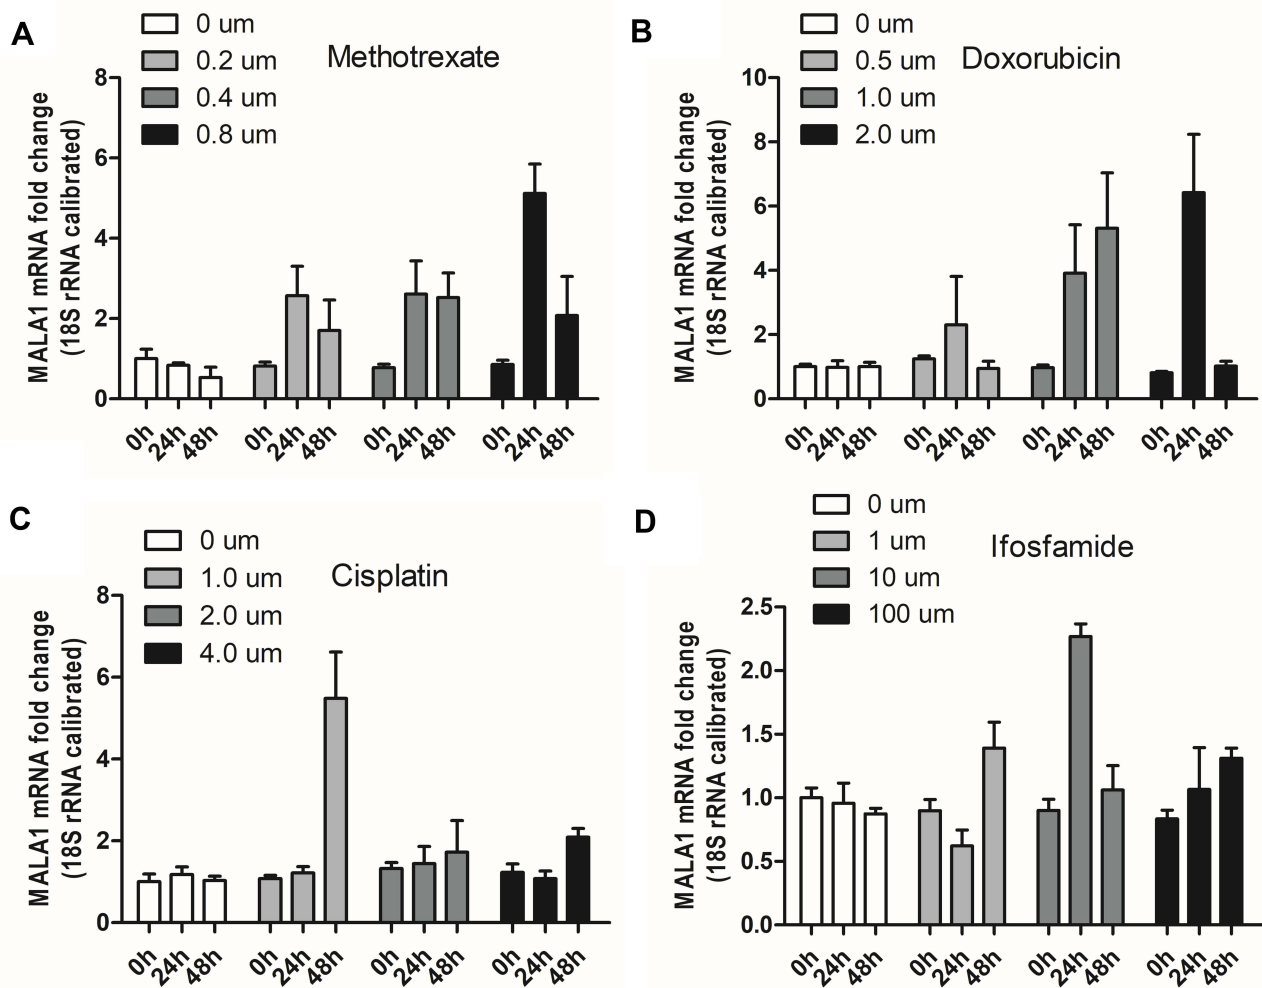 A
0 um
0.2 um
0.4 um
0.8 um
Methotrexate
MALA1 mRNA fold change
(18S rRNA calibrated)
8
6
4
2
0
0h 24h 48h 0h 24h 48h 0h 24h 48h 0h 24h 48h
B
0 um
0.5 um
1.0 um
2.0 um
Doxorubicin
MALA1 mRNA fold change
(18S rRNA calibrated)
10
8
6
4
2
0
0h 24h 48h 0h 24h 48h 0h 24h 48h 0h 24h 48h
C
0 um
1.0 um
2.0 um
4.0 um
Cisplatin
MALA1 mRNA fold change
(18S rRNA calibrated)
8
6
4
2
0
0h 24h 48h 0h 24h 48h 0h 24h 48h 0h 24h 48h
D
0 um
1 um
10 um
100 um
Ifosfamide
MALA1 mRNA fold change
(18S rRNA calibrated)
2.5
2.0
1.5
1.0
0.5
0.0
0h 24h 48h 0h 24h 48h 0h 24h 48h 0h 24h 48h